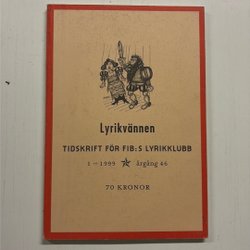 Lyrikvännen
TIDSKRIFT FÖR FIB:S LYRIKKLUBB
1 – 1999 ★ årgång 46
70 KRONOR